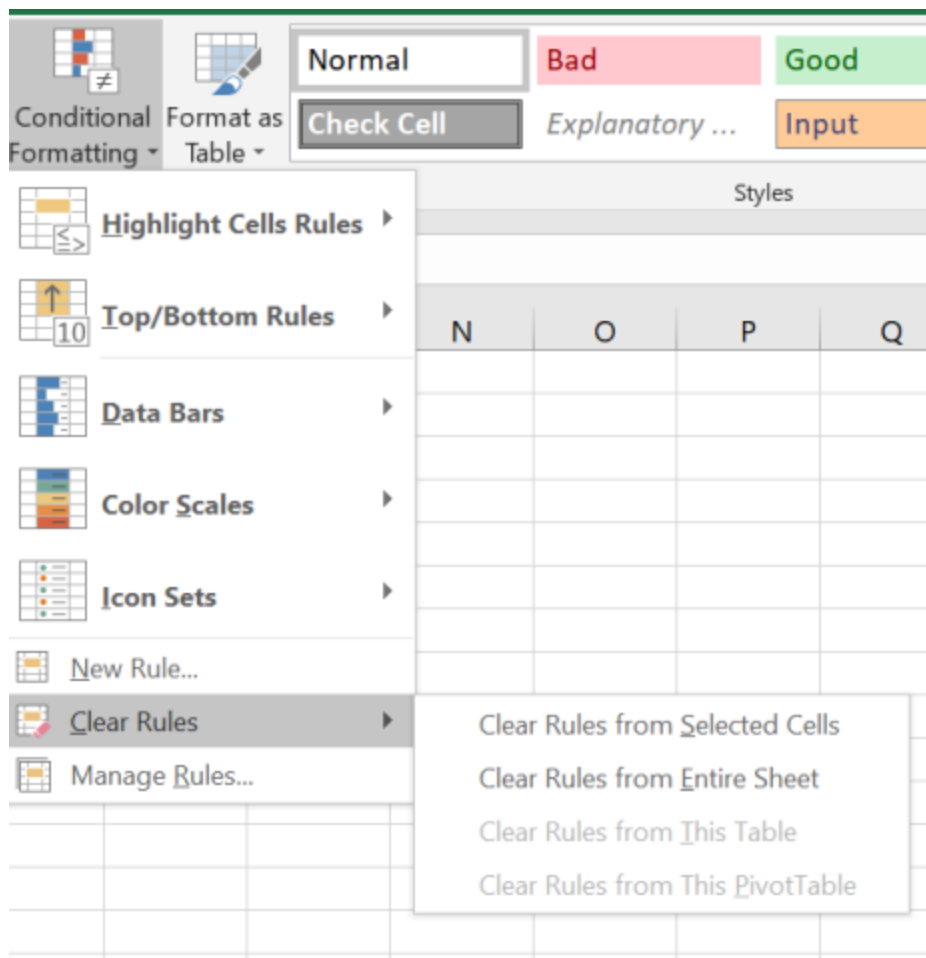 Normal
Bad
Good
Conditional Formatting
Format as Table
Check Cell
Explanatory ...
Input
Styles
Highlight Cells Rules
Top/Bottom Rules
10
N
O
P
Q
Data Bars
Color Scales
Icon Sets
New Rule...
Clear Rules
Manage Rules...
Clear Rules from Selected Cells
Clear Rules from Entire Sheet
Clear Rules from This Table
Clear Rules from This PivotTable